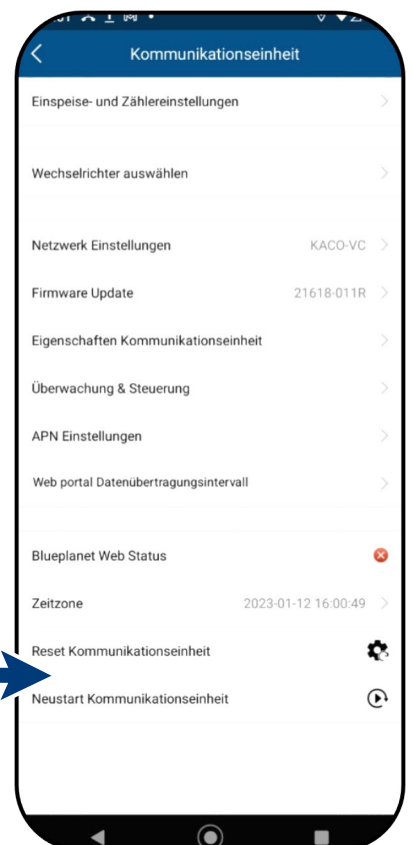 Kommunikationseinheit
Einspeise- und Zählereinstellungen
Wechselrichter auswählen
Netzwerk Einstellungen KACO-VC
Firmware Update 21618-011R
Eigenschaften Kommunikationseinheit
Überwachung & Steuerung
APN Einstellungen
Web portal Datenübertragungsintervall
Blueplanet Web Status
Zeitzone 2023-01-12 16:00:49
Reset Kommunikationseinheit
Neustart Kommunikationseinheit